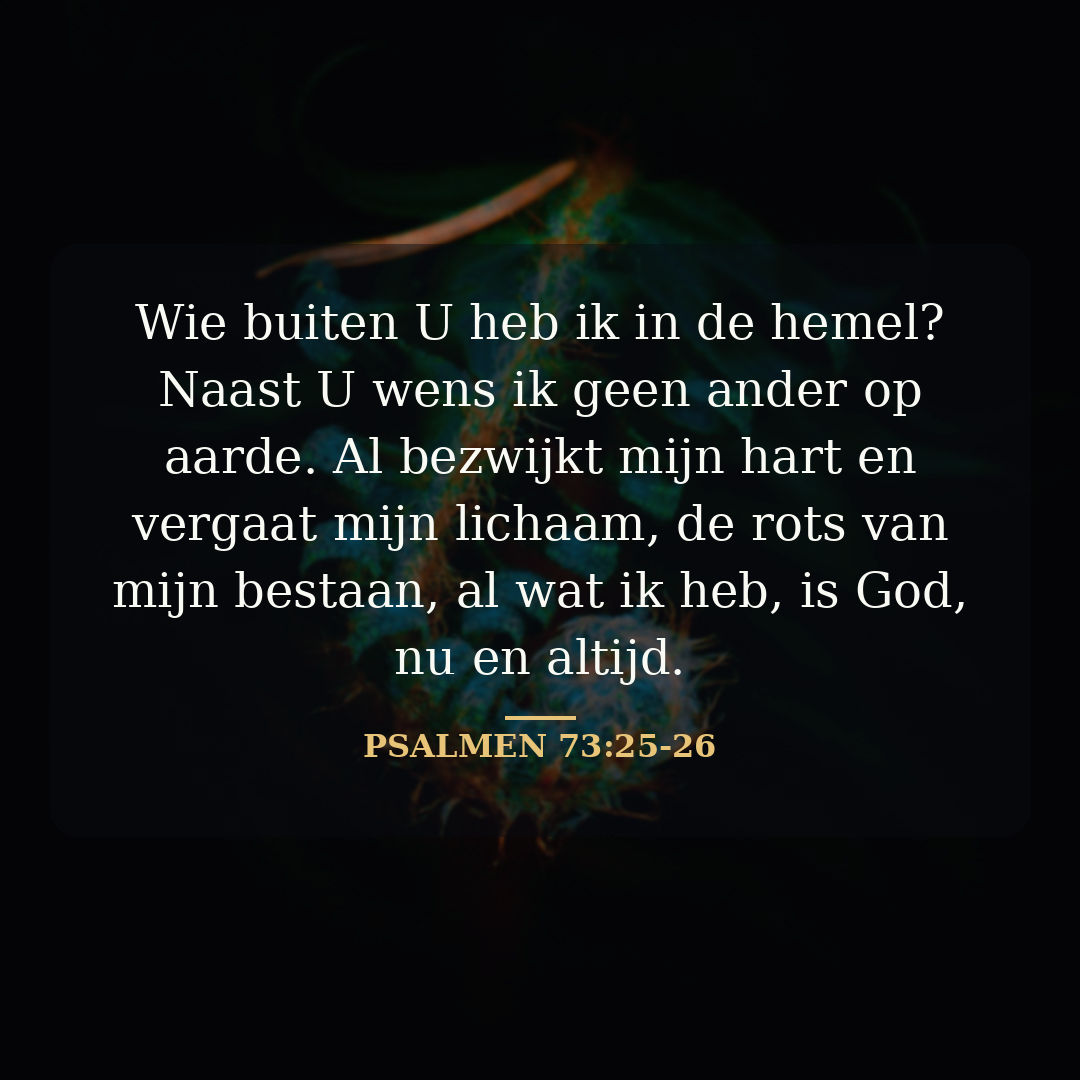 Wie buiten U heb ik in de hemel?
Naast U wens ik geen ander op
aarde. Al bezwijkt mijn hart en
vergaat mijn lichaam, de rots van
mijn bestaan, al wat ik heb, is God,
nu en altijd.
PSALMEN 73:25-26